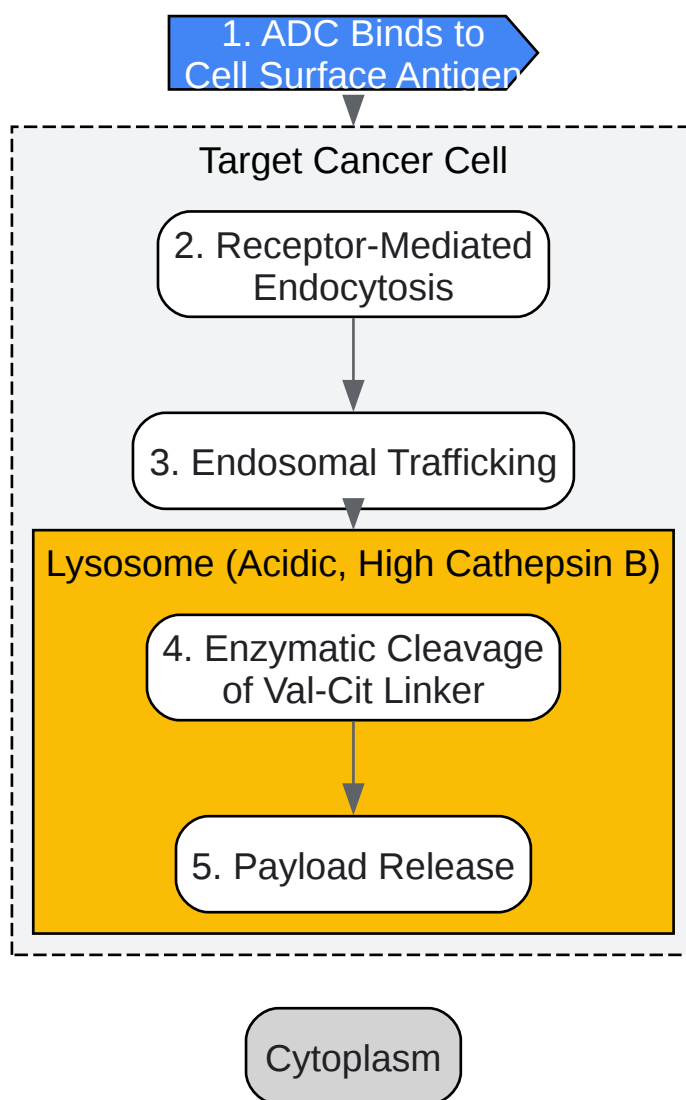 1. ADC Binds to
Cell Surface Antigen
Target Cancer Cell
2. Receptor-Mediated
Endocytosis
3. Endosomal Trafficking
Lysosome (Acidic, High Cathepsin B)
4. Enzymatic Cleavage
of Val-Cit Linker
5. Payload Release
Cytoplasm